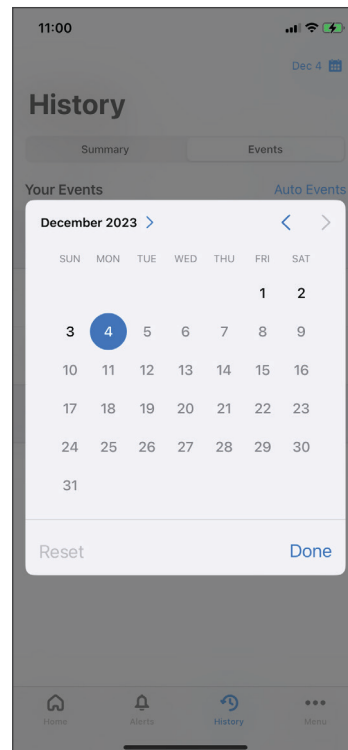 11:00
Dec 4
History
Summary Events
Your Events Auto Events
December 2023
SUN MON TUE WED THU FRI SAT
1 2
3 4 5 6 7 8 9
10 11 12 13 14 15 16
17 18 19 20 21 22 23
24 25 26 27 28 29 30
31
Reset Done
Home Alerts History Menu